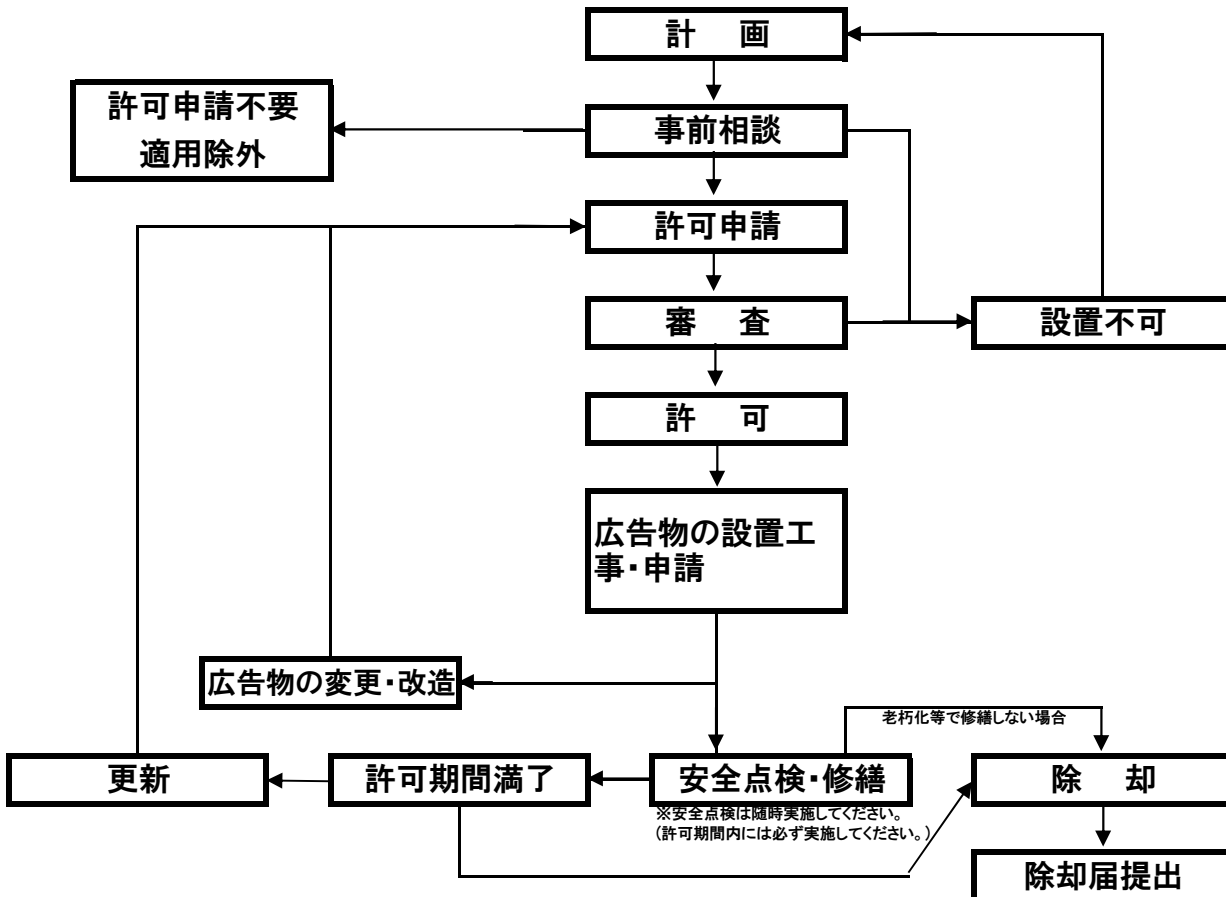 計　画
許可申請不要
適用除外
事前相談
許可申請
審　査
設置不可
許　可
広告物の設置工
事・申請
広告物の変更・改造
老朽化等で修繕しない場合
更新
許可期間満了
安全点検・修繕
除　却
※安全点検は随時実施してください。
(許可期間内には必ず実施してください。)
除却届提出